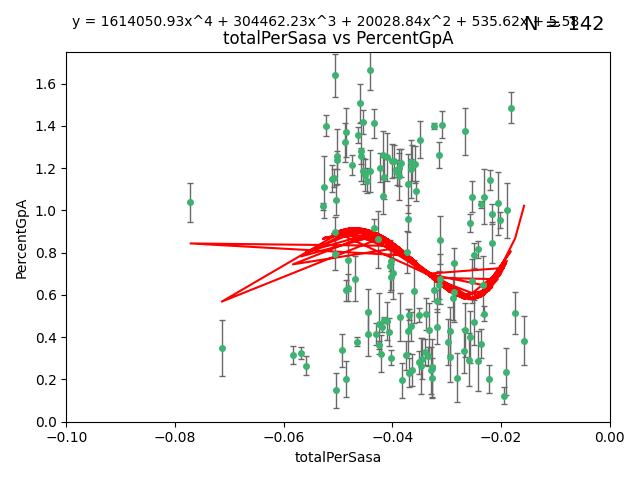 y = 1614050.93x^4 + 304462.23x^3 + 20028.84x^2 + 535.62x + 5.58
N = 142
totalPerSasa vs PercentGpA
PercentGpA
1.6
1.4
1.2
1.0
0.8
0.6
0.4
0.2
0.0
−0.10 −0.08 −0.06 −0.04 −0.02 0.00
totalPerSasa